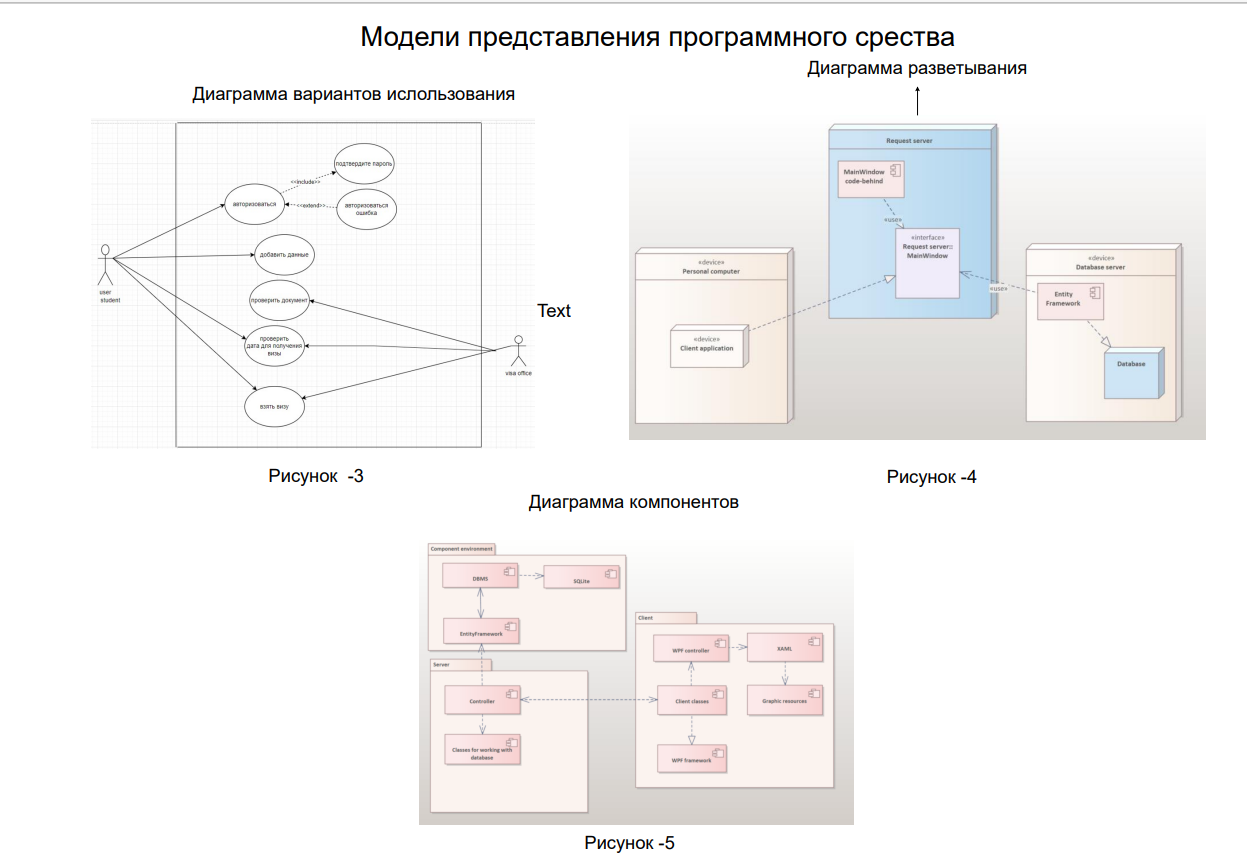 Модели представления программного срества
Диаграмма вариантов использования
подтвердите пароль
<<include>>
авторизоваться
<<extend>>
авторизоваться
ошибка
добавить данные
проверить документ
проверить
дата для получения
визы
взять визу
user
student
visa office
Рисунок -3
Text
Диаграмма разветывания
Request server
MainWindow
code-behind
«use»
«interface»
Request server::
MainWindow
«device»
Personal computer
«device»
Client application
«device»
Database server
«use»
Entity
Framework
Database
Рисунок -4
Диаграмма компонентов
Component environment
DBMS
SQLite
EntityFramework
Server
Controller
Classes for working with
database
Client
WPF controller
XAML
Client classes
Graphic resources
WPF framework
Рисунок -5